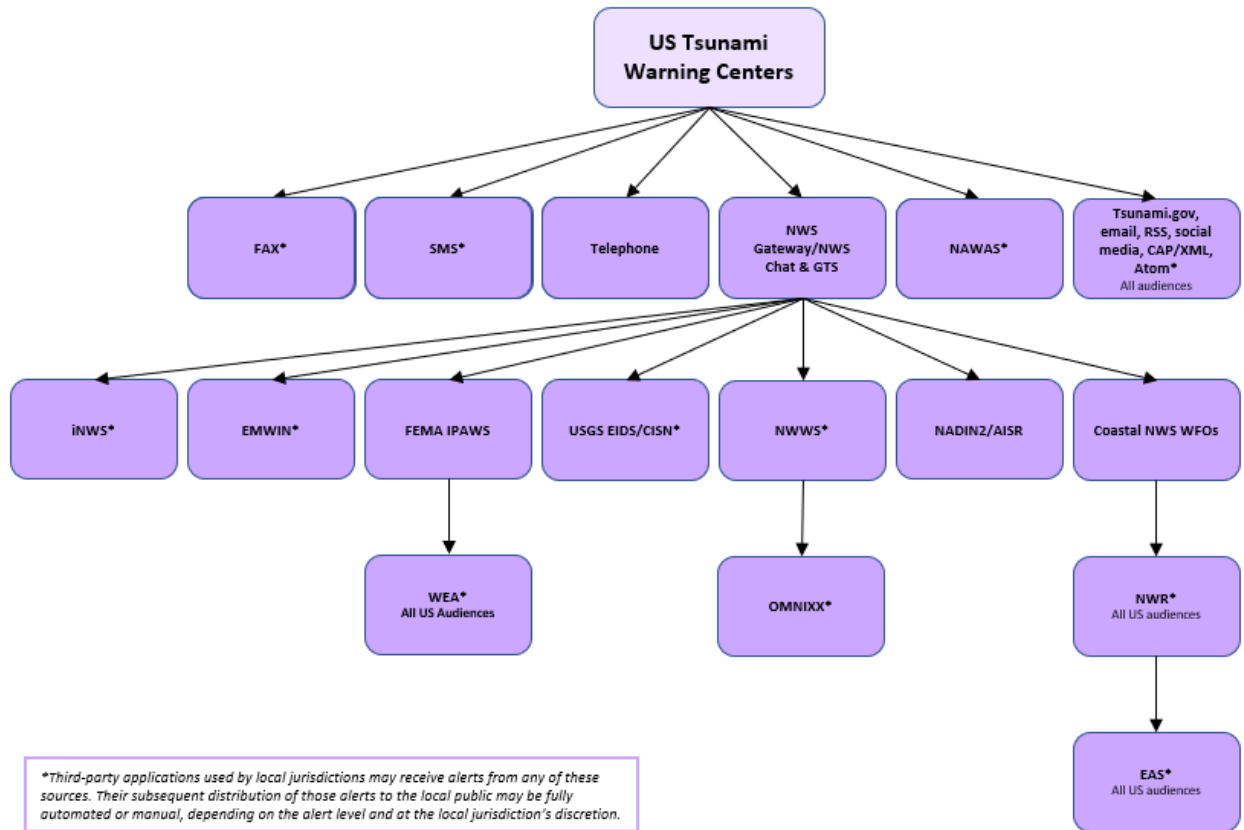 US Tsunami
Warning Centers
FAX*
SMS*
Telephone
NWS
Gateway/NWS
Chat & GTS
NAWAS*
Tsunami.gov,
email, RSS, social
media, CAP/XML,
Atom*
All audiences
iNWS*
EMWIN*
FEMA IPAWS
USGS EIDS/CISN*
NWWS*
NADIN2/AISR
Coastal NWS WFOs
WEA*
All US Audiences
OMNIXX*
NWR*
All US audiences
EAS*
All US audiences
*Third-party applications used by local jurisdictions may receive alerts from any of these
sources. Their subsequent distribution of those alerts to the local public may be fully
automated or manual, depending on the alert level and at the local jurisdiction's discretion.